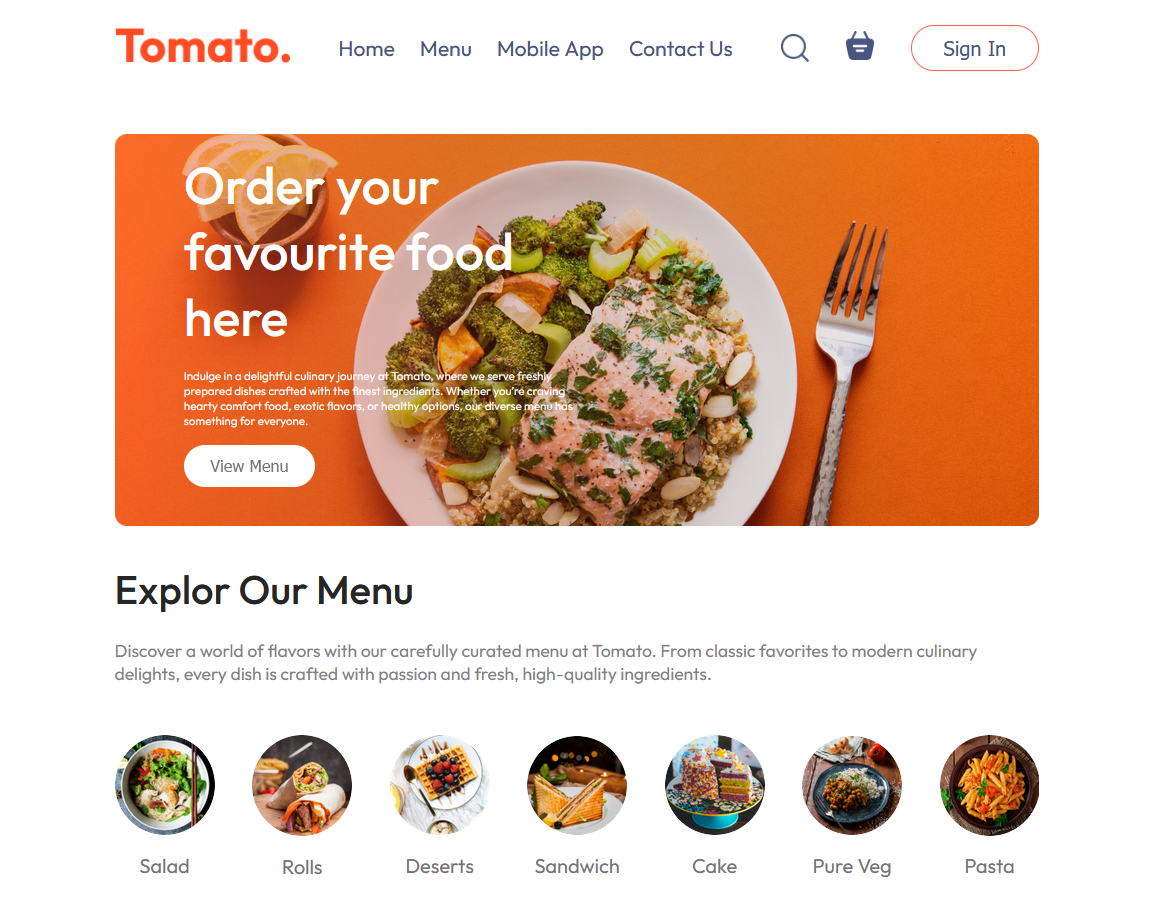 Tomato.
Home Menu Mobile App Contact Us
Sign In
Order your
favourite food
here
Indulge in a delightful culinary journey at Tomato, where we serve freshly
prepared dishes crafted with the finest ingredients. Whether you're craving
hearty comfort food, exotic flavors, or healthy options, our diverse menu has
something for everyone.
View Menu
Explor Our Menu
Discover a world of flavors with our carefully curated menu at Tomato. From classic favorites to modern culinary
delights, every dish is crafted with passion and fresh, high-quality ingredients.
Salad Rolls Deserts Sandwich Cake Pure Veg Pasta